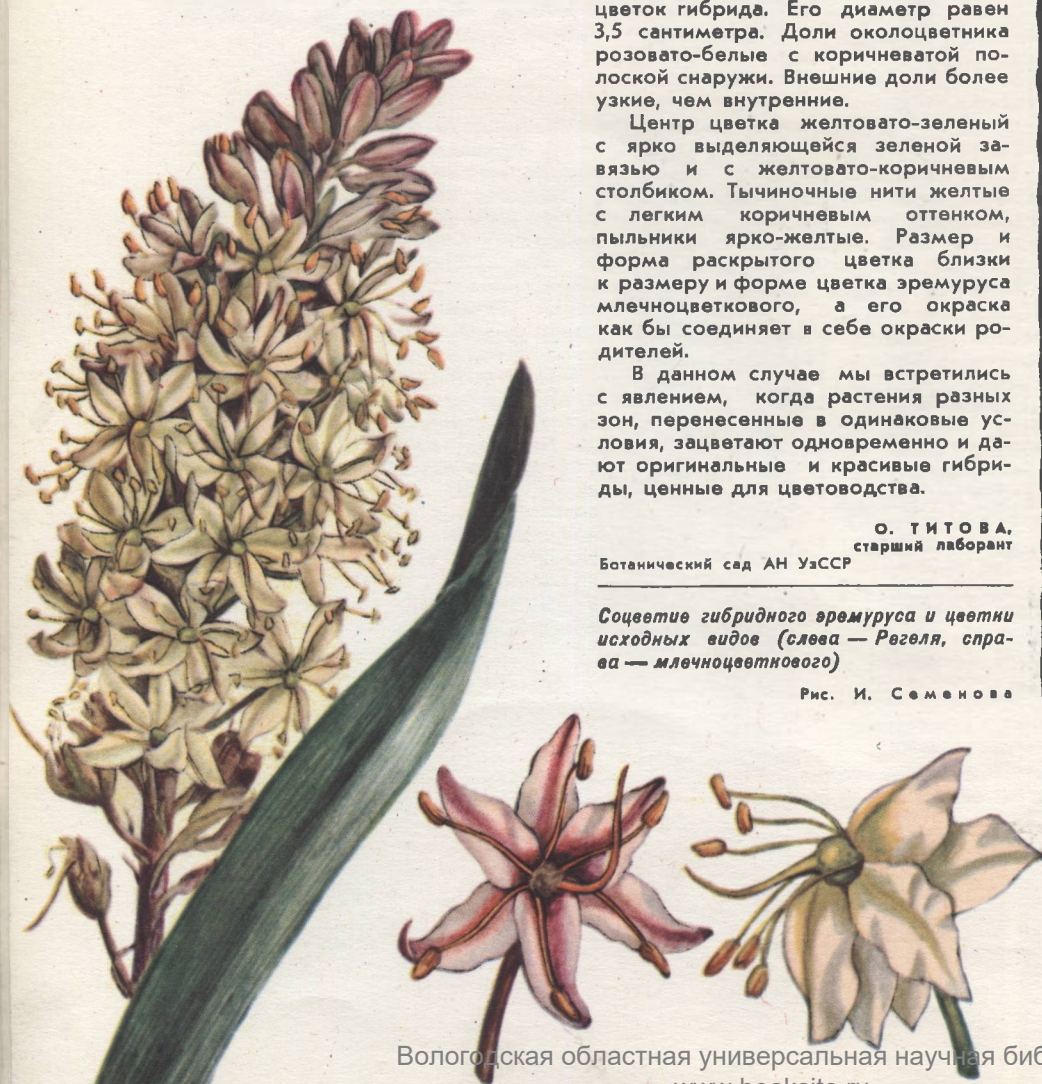 цветок гибрида. Его диаметр равен
3,5 сантиметра. Доли околоцветника
розовато-белые с коричневатой по-
лоской снаружи. Внешние доли более
узкие, чем внутренние.
Центр цветка желтовато-зеленый
с ярко выделяющейся зеленой за-
вязью и с желтовато-коричневым
столбиком. Тычиночные нити желтые
с легким коричневым оттенком,
пыльники ярко-желтые. Размер и
форма раскрытого цветка близки
к размеру и форме цветка эремуруса
млечноцветкового, а его окраска
как бы соединяет в себе окраски ро-
дителей.
В данном случае мы встретились
с явлением, когда растения разных
зон, перенесенные в одинаковые ус-
ловия, зацветают одновременно и да-
ют оригинальные и красивые гибри-
ды, ценные для цветоводства.
О. ТИТОВА,
старший лаборант
Ботанический сад АН УзССР
Соцветие гибридного эремуруса и цветки
исходных видов (слева — Регеля, спра-
ва — млечноцветкового)
Рис. И. Семенова
Вологодская областная универсальная научная биб
www.booksite.ru